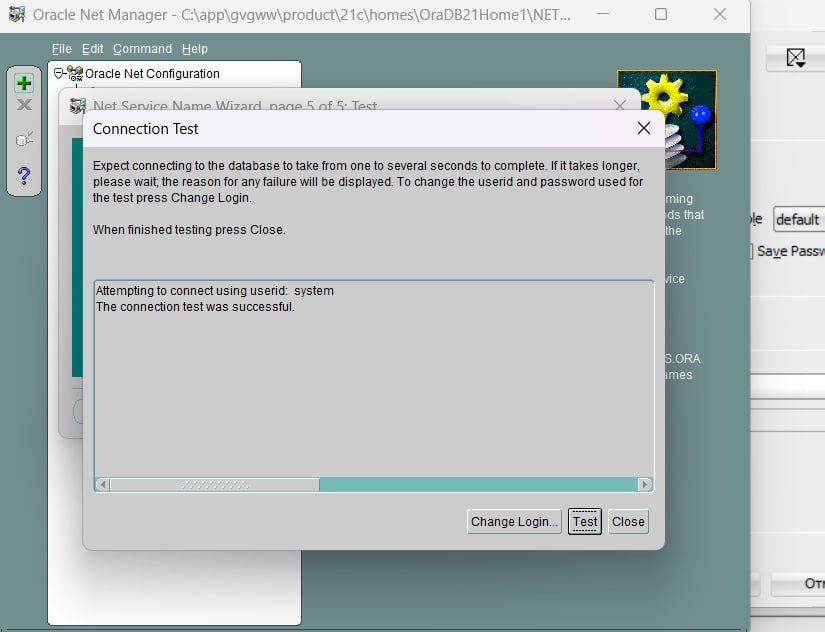 Oracle Net Manager - C:\app\gvgww\product\21c\homes\OraDB21Home1\NET...
File Edit Command Help
Oracle Net Configuration
Net Service Name Wizard, page 5 of 5: Test
Connection Test
Expect connecting to the database to take from one to several seconds to complete. If it takes longer,
please wait; the reason for any failure will be displayed. To change the userid and password used for
the test press Change Login.
When finished testing press Close.
Attempting to connect using userid: system
The connection test was successful.
Change Login... Test Close
ming
ds that
the
vice
S.ORA
ames
default
Save Passw
От